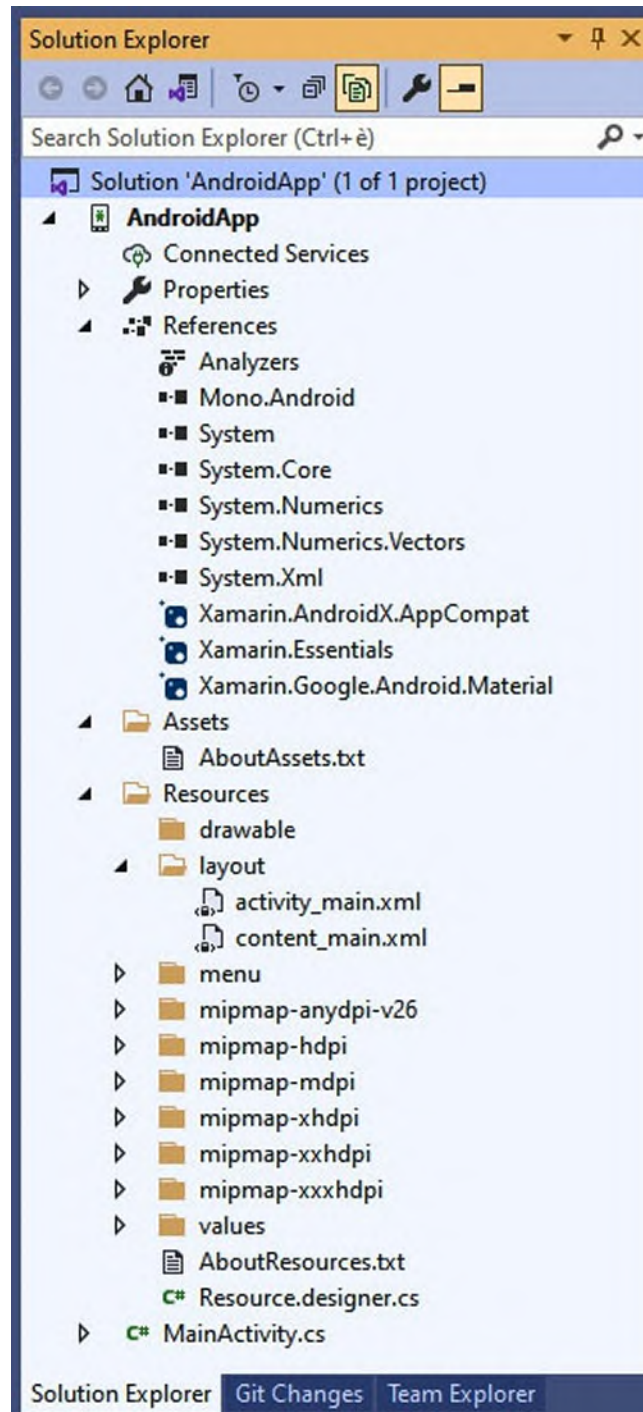 Solution Explorer
Search Solution Explorer (Ctrl+è)
Solution 'AndroidApp' (1 of 1 project)
AndroidApp
Connected Services
Properties
References
Analyzers
Mono.Android
System
System.Core
System.Numerics
System.Numerics.Vectors
System.Xml
Xamarin.AndroidX.AppCompat
Xamarin.Essentials
Xamarin.Google.Android.Material
Assets
AboutAssets.txt
Resources
drawable
layout
activity_main.xml
content_main.xml
menu
mipmap-anydpi-v26
mipmap-hdpi
mipmap-mdpi
mipmap-xhdpi
mipmap-xxhdpi
mipmap-xxxhdpi
values
AboutResources.txt
C# Resource.designer.cs
C# MainActivity.cs
Solution Explorer Git Changes Team Explorer